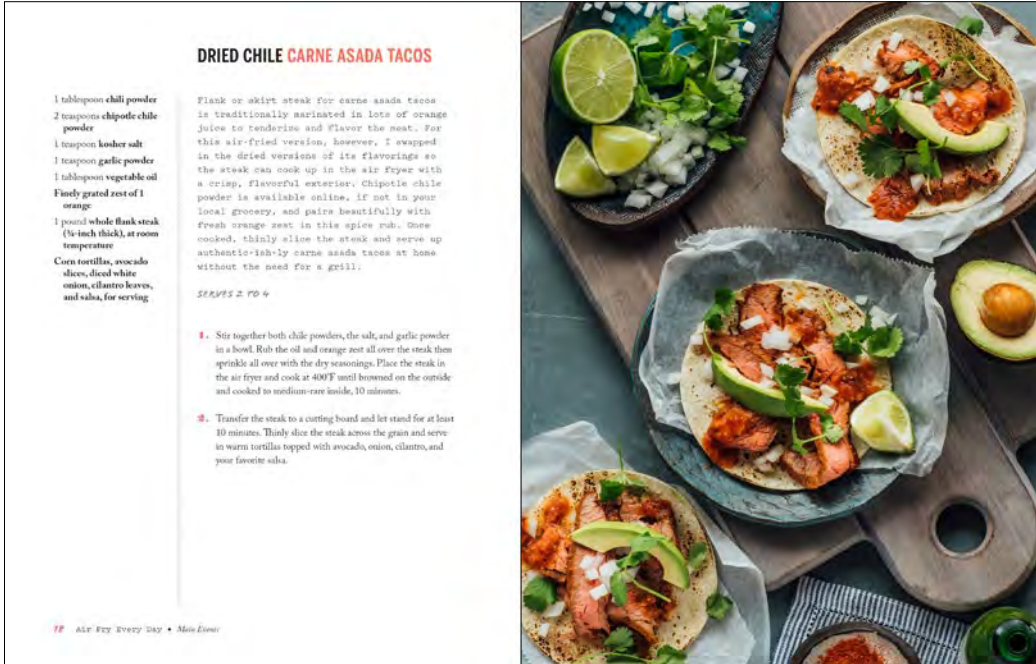 DRIED CHILE CARNE ASADA TACOS
1 tablespoon chili powder
2 teaspoons chipotle chile
powder
1 teaspoon kosher salt
1 teaspoon garlic powder
1 tablespoon vegetable oil
Finely grated zest of 1
orange
1 pound whole flank steak
(¾-inch thick), at room
temperature
Corn tortillas, avocado
slices, diced white
onion, cilantro leaves,
and salsa, for serving
Flank or skirt steak for carne asada tacos
is traditionally marinated in lots of orange
juice to tenderize and flavor the meat. For
this air-fried version, however, I swapped
in the dried versions of its flavorings so
the steak can cook up in the air fryer with
a crisp, flavorful exterior. Chipotle chile
powder is available online, if not in your
local grocery, and pairs beautifully with
fresh orange zest in this spice rub. Once
cooked, thinly slice the steak and serve up
authentic-ish-ly carne asada tacos at home
without the need for a grill.
SERVES 2 TO 4
1. Stir together both chile powders, the salt, and garlic powder
in a bowl. Rub the oil and orange zest all over the steak then
sprinkle all over with the dry seasonings. Place the steak in
the air fryer and cook at 400°F until browned on the outside
and cooked to medium-rare inside, 10 minutes.
2. Transfer the steak to a cutting board and let stand for at least
10 minutes. Thinly slice the steak across the grain and serve
in warm tortillas topped with avocado, onion, cilantro, and
your favorite salsa.
Air Fry Every Day • Main Events